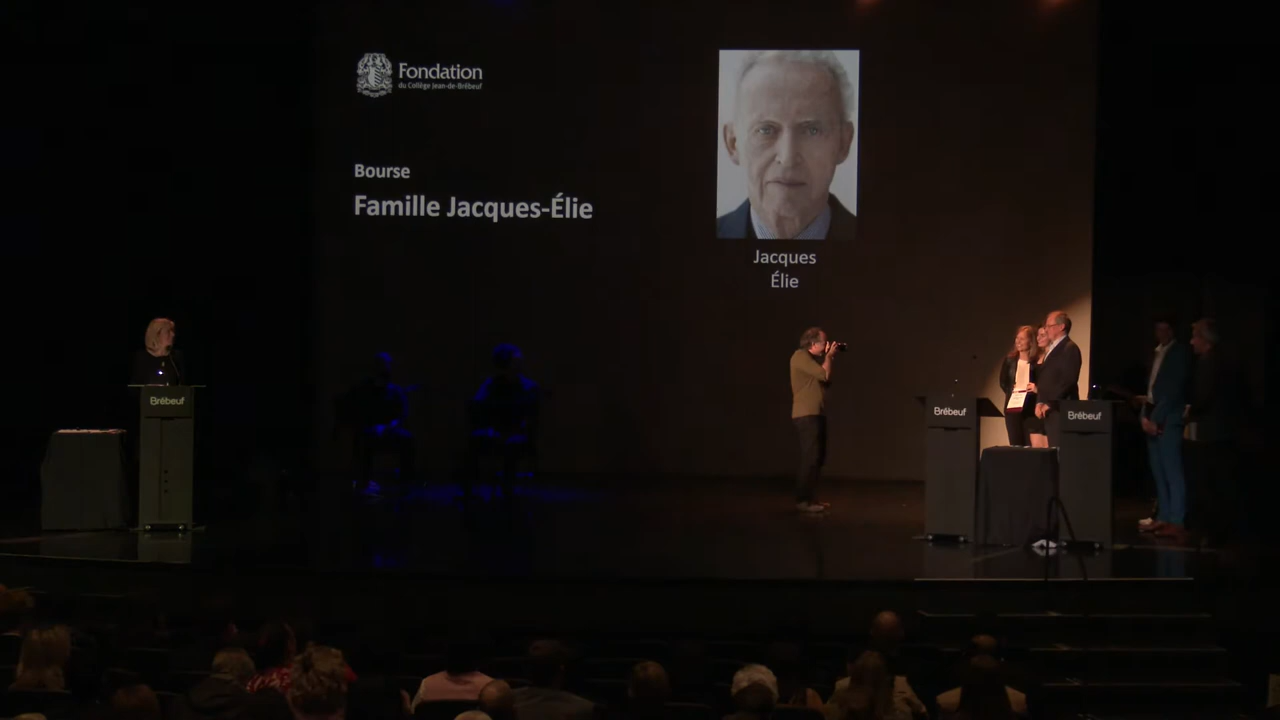 Fondation
du Collège Jean-de-Brébeuf
Bourse
Famille Jacques-Élie
Jacques
Élie
Brébeuf
Brébeuf
Brébeuf